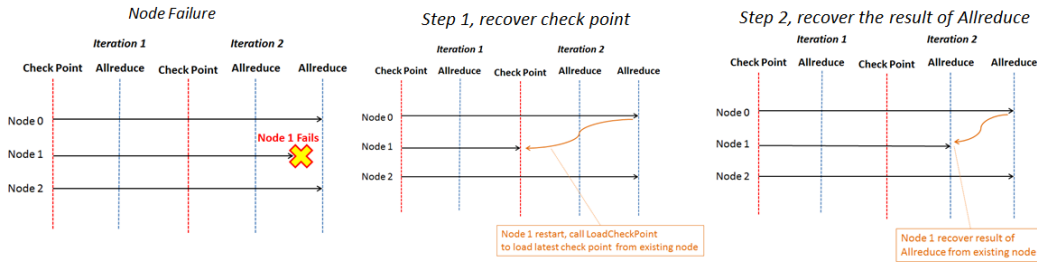 Node Failure
Iteration 1
Iteration 2
Check Point
Allreduce
Check Point
Allreduce
Allreduce
Node 0
Node 1 Fails
Node 1
Node 2
Step 1, recover check point
Iteration 1
Iteration 2
Check Point
Allreduce
Check Point
Allreduce
Allreduce
Node 0
Node 1
Node 2
Node 1 restart, call LoadCheckPoint
to load latest check point from existing node
Step 2, recover the result of Allreduce
Iteration 1
Iteration 2
Check Point
Allreduce
Check Point
Allreduce
Allreduce
Node 0
Node 1
Node 2
Node 1 recover result of
Allreduce from existing node